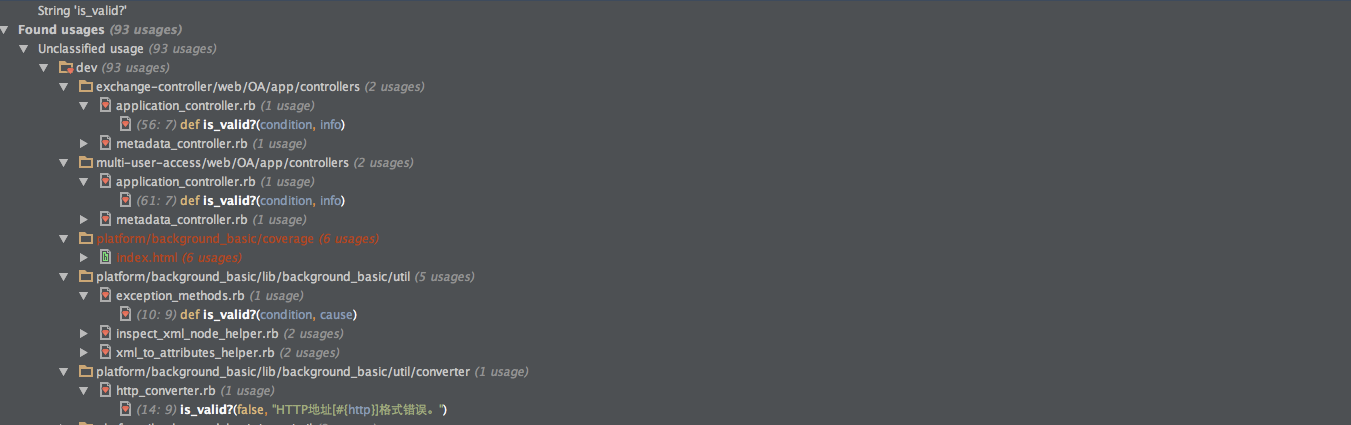 String 'is_valid?'
Found usages (93 usages)
Unclassified usage (93 usages)
dev (93 usages)
exchange-controller/web/OA/app/controllers (2 usages)
application_controller.rb (1 usage)
(56: 7) def is_valid?(condition, info)
metadata_controller.rb (1 usage)
multi-user-access/web/OA/app/controllers (2 usages)
application_controller.rb (1 usage)
(61: 7) def is_valid?(condition, info)
metadata_controller.rb (1 usage)
platform/background_basic/coverage (6 usages)
index.html (6 usages)
platform/background_basic/lib/background_basic/util (5 usages)
exception_methods.rb (1 usage)
(10: 9) def is_valid?(condition, cause)
inspect_xml_node_helper.rb (2 usages)
xml_to_attributes_helper.rb (2 usages)
platform/background_basic/lib/background_basic/util/converter (1 usage)
http_converter.rb (1 usage)
(14: 9) is_valid?(false, "HTTP地址[#{http}]格式错误。")